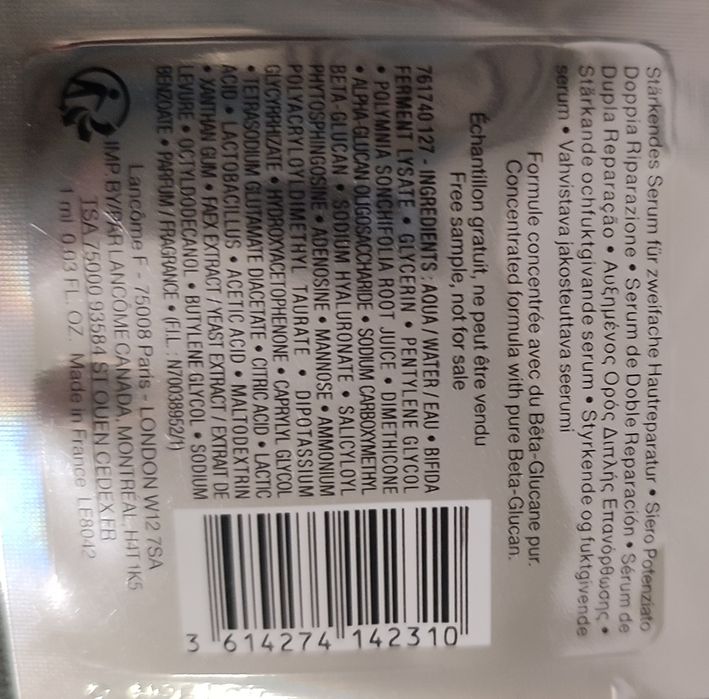 Stärkendes Serum für zweifache Hautreparatur • Siero Potenziato
Doppia Riparazione • Serum de Doble Reparación • Sérum de
Dupla Reparação • Αυξημένος Ορός Διπλής Επανόρθωσης •
Stärkande ochfuktgivande serum • Styrkende og fuktgivende
serum • Vahvistava jakosteuttava seerumi
Formule concentrée avec du Bêta-Glucane pur.
Concentrated formula with pure Beta-Glucan.
Échantillon gratuit, ne peut être vendu
Free sample, not for sale
761740 127 - INGREDIENTS : AQUA / WATER / EAU • BIFIDA
FERMENT LYSATE • GLYCERIN • PENTYLENE GLYCOL
• POLYMNIA SONCHIFOLIA ROOT JUICE • DIMETHICONE
• ALPHA-GLUCAN OLIGOSACCHARIDE • SODIUM CARBOXYMETHYL
BETA-GLUCAN • SODIUM HYALURONATE • SALICYLOYL
PHYTOSPHINGOSINE • ADENOSINE • MANNOSE • AMMONIUM
POLYACRYLOYLDIMETHYL TAURATE • DIPOTASSIUM
GLYCYRRHIZATE • HYDROXYACETOPHENONE • CAPRYLYL GLYCOL
• TETRASODIUM GLUTAMATE DIACETATE • CITRIC ACID • LACTIC
ACID • LACTOBACILLUS • ACETIC ACID • MALTODEXTRIN
• XANTHAN GUM • FAEX EXTRACT / YEAST EXTRACT / EXTRAIT DE
LEVURE • OCTYLDODECANOL • BUTYLENE GLYCOL • SODIUM
BENZOATE • PARFUM / FRAGRANCE • (F.I.L. : N70038952/1)
Lancôme F - 75008 Paris - LONDON W12 7SA
IMP. BY/PAR LANCÔME CANADA, MONTRÉAL, H4T 1K5
TSA 75000 93584 ST OUEN CEDEX FR
1 ml 0.03 FL. OZ. Made in France LE8042
3 614274 142310